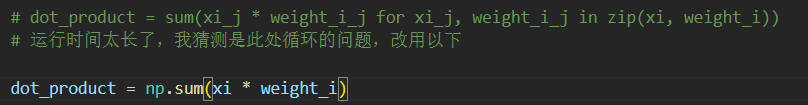 # dot_product = sum(xi_j * weight_i_j for xi_j, weight_i_j in zip(xi, weight_i))
# 运行时间太长了，我猜测是此处循环的问题，改用以下
dot_product = np.sum(xi * weight_i)